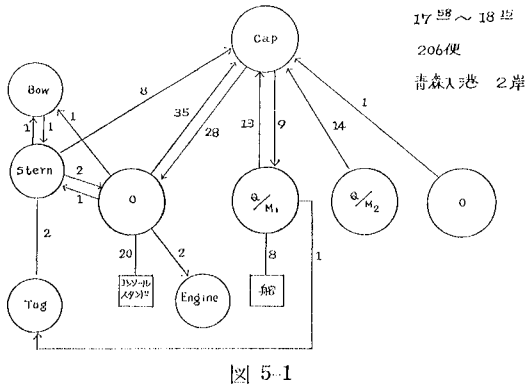 Cap
17 58 ～ 18 15
206便
青森入港 2岸
Bow
8
1
1
1
35
28
13
9
14
1
Stern
2
1
O
Q/M1
Q/M2
O
2
20
2
8
1
Tug
コンソールスタンド
Engine
舵
図 5-1